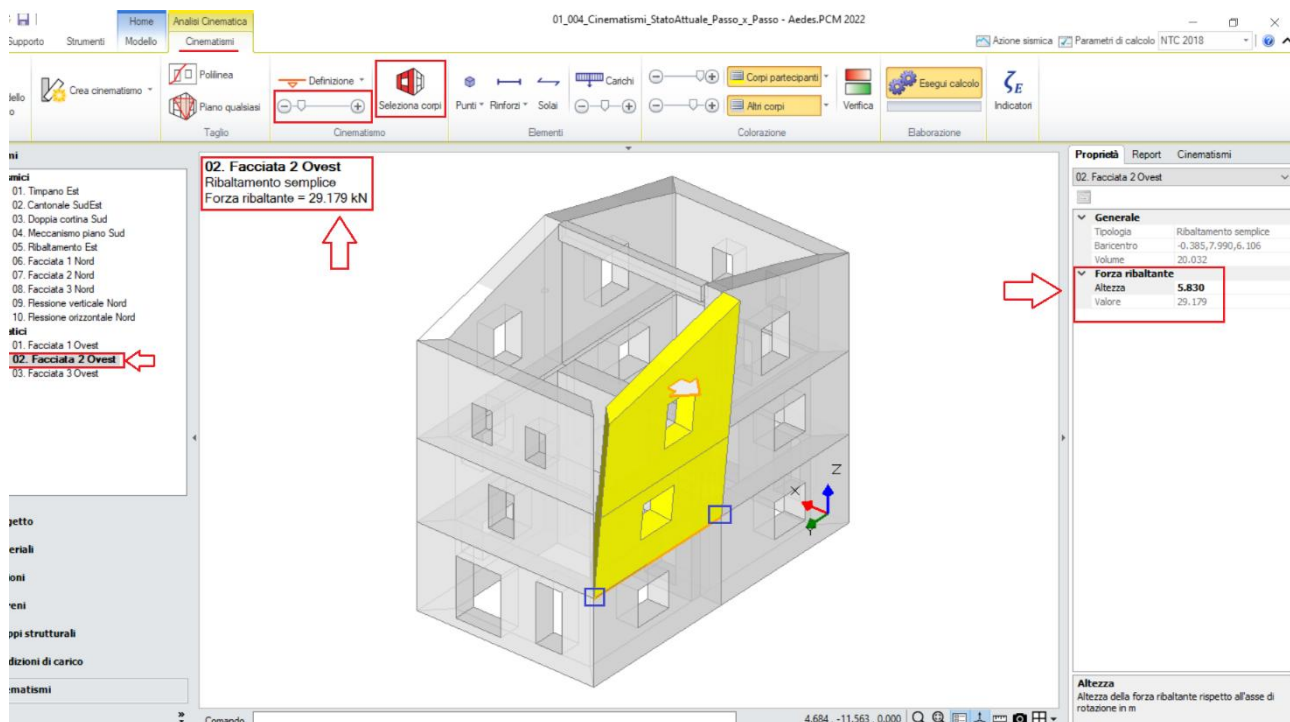 01_004_Cinematismi_StatoAttuale_Passo_x_Passo - Aedes.PCM 2022
Home
Analisi Cinematica
Supporto Strumenti Modello Cinematismi
Azione sismica Parametri di calcolo NTC 2018
Crea cinematismo
Polilinea
Piano qualsiasi
Taglio
Definizione
Seleziona corpi
Cinematismo
Punti Rinforzi Solai
Carichi
Elementi
Corpi partecipanti
Altri corpi
Verifica
Colorazione
Esegui calcolo
Elaborazione
ζE
Indicatori
01. Timpano Est
02. Cantonale SudEst
03. Doppia cortina Sud
04. Meccanismo piano Sud
05. Ribaltamento Est
06. Facciata 1 Nord
07. Facciata 2 Nord
08. Facciata 3 Nord
09. Flessione verticale Nord
10. Flessione orizzontale Nord
01. Facciata 1 Ovest
02. Facciata 2 Ovest
03. Facciata 3 Ovest
02. Facciata 2 Ovest
Ribaltamento semplice
Forza ribaltante = 29.179 kN
Z
X
Y
Comando
4.684 -11.563 0.000
Proprietà Report Cinematismi
02. Facciata 2 Ovest
Generale
Tipologia Ribaltamento semplice
Baricentro -0.385,7.990,6.106
Volume 20.032
Forza ribaltante
Altezza 5.830
Valore 29.179
Altezza
Altezza della forza ribaltante rispetto all'asse di
rotazione in m